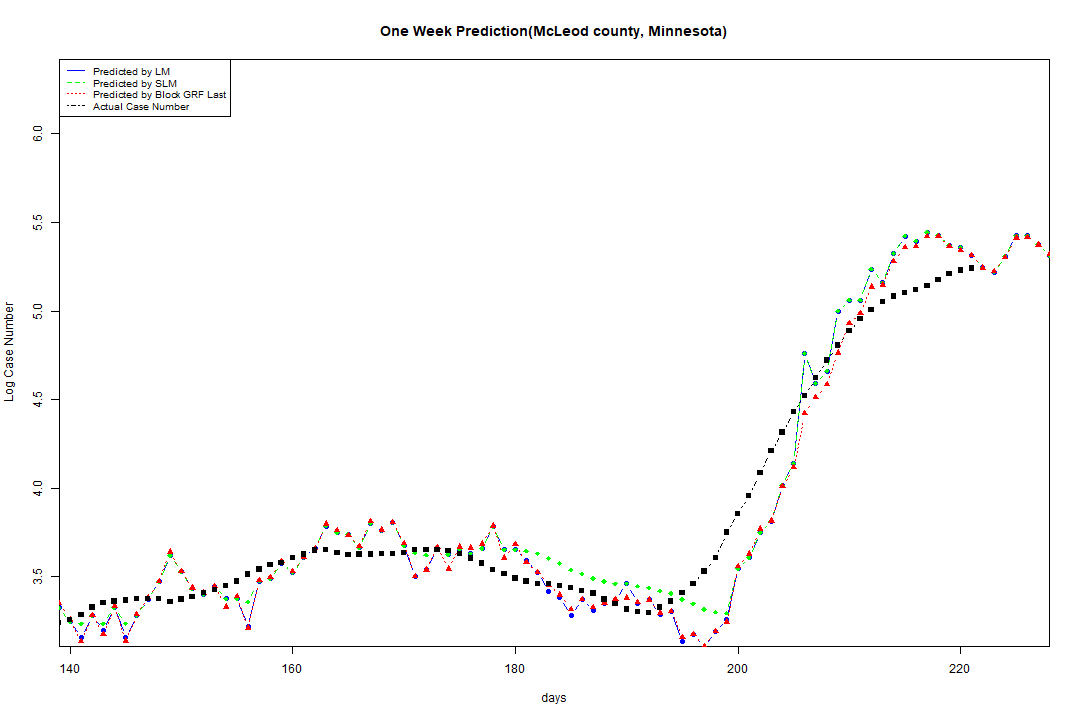 One Week Prediction(McLeod county, Minnesota)
Predicted by LM
Predicted by SLM
Predicted by Block GRF Last
Actual Case Number
6.0
5.5
5.0
4.5
4.0
3.5
Log Case Number
140 160 180 200 220
days